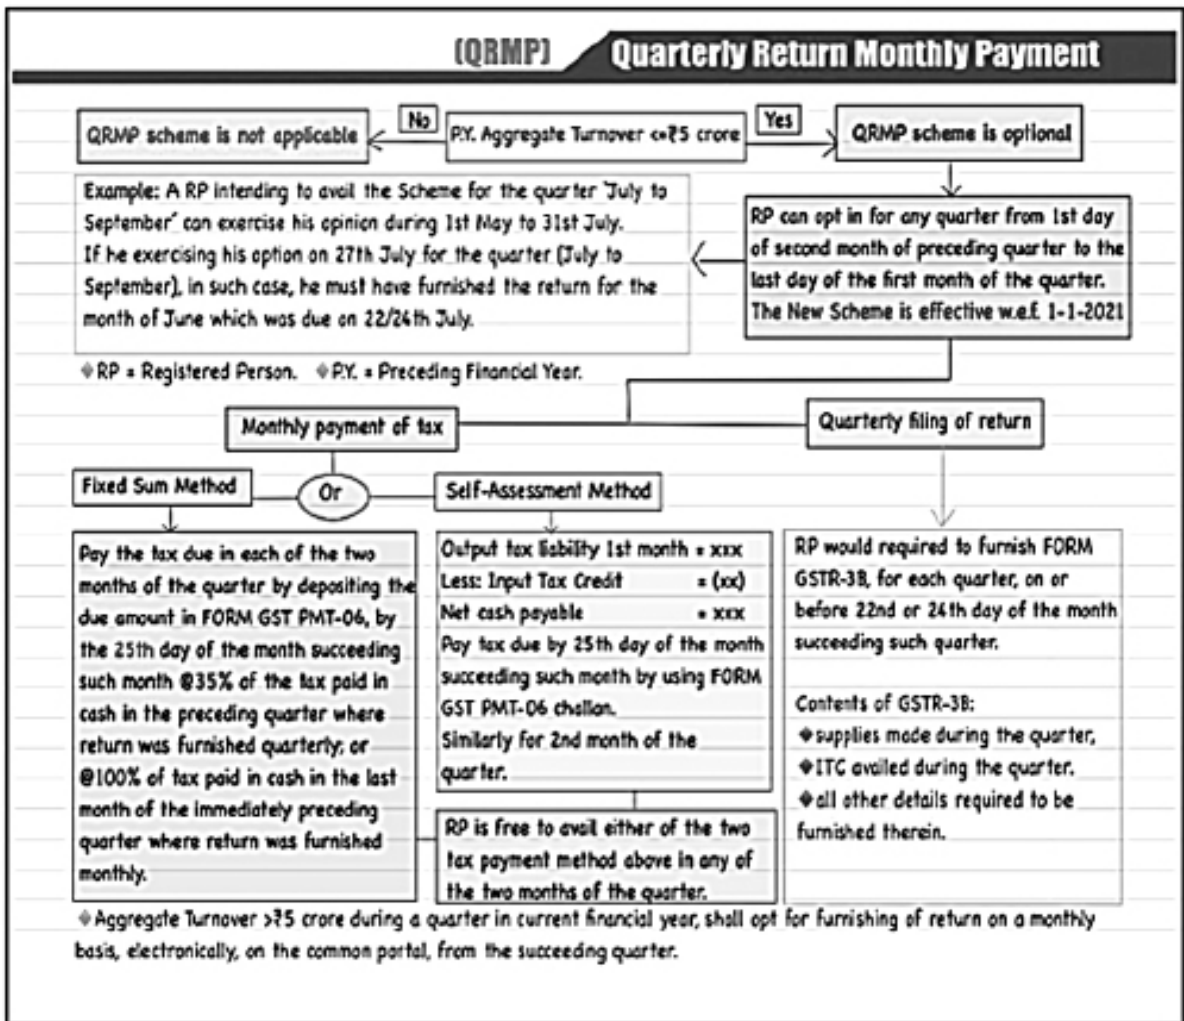 (QRMP) Quarterly Return Monthly Payment
QRMP scheme is not applicable
No
P.Y. Aggregate Turnover <=₹5 crore
Yes
QRMP scheme is optional
Example: A RP intending to avail the Scheme for the quarter 'July to
September' can exercise his opinion during 1st May to 31st July.
If he exercising his option on 27th July for the quarter (July to
September), in such case, he must have furnished the return for the
month of June which was due on 22/24th July.
RP can opt in for any quarter from 1st day
of second month of preceding quarter to the
last day of the first month of the quarter.
The New Scheme is effective w.e.f. 1-1-2021
◆RP = Registered Person. ◆P.Y. = Preceding Financial Year.
Monthly payment of tax
Quarterly filing of return
Fixed Sum Method
Or
Self-Assessment Method
Pay the tax due in each of the two
months of the quarter by depositing the
due amount in FORM GST PMT-06, by
the 25th day of the month succeeding
such month @35% of the tax paid in
cash in the preceding quarter where
return was furnished quarterly; or
@100% of tax paid in cash in the last
month of the immediately preceding
quarter where return was furnished
monthly.
Output tax liability 1st month = xxx
Less: Input Tax Credit = (xx)
Net cash payable = xxx
Pay tax due by 25th day of the month
succeeding such month by using FORM
GST PMT-06 challan.
Similarly for 2nd month of the
quarter.
RP is free to avail either of the two
tax payment method above in any of
the two months of the quarter.
RP would required to furnish FORM
GSTR-3B, for each quarter, on or
before 22nd or 24th day of the month
succeeding such quarter.
Contents of GSTR-3B:
◆supplies made during the quarter,
◆ITC availed during the quarter.
◆all other details required to be
furnished therein.
◆Aggregate Turnover >₹5 crore during a quarter in current financial year, shall opt for furnishing of return on a monthly
basis, electronically, on the common portal, from the succeeding quarter.